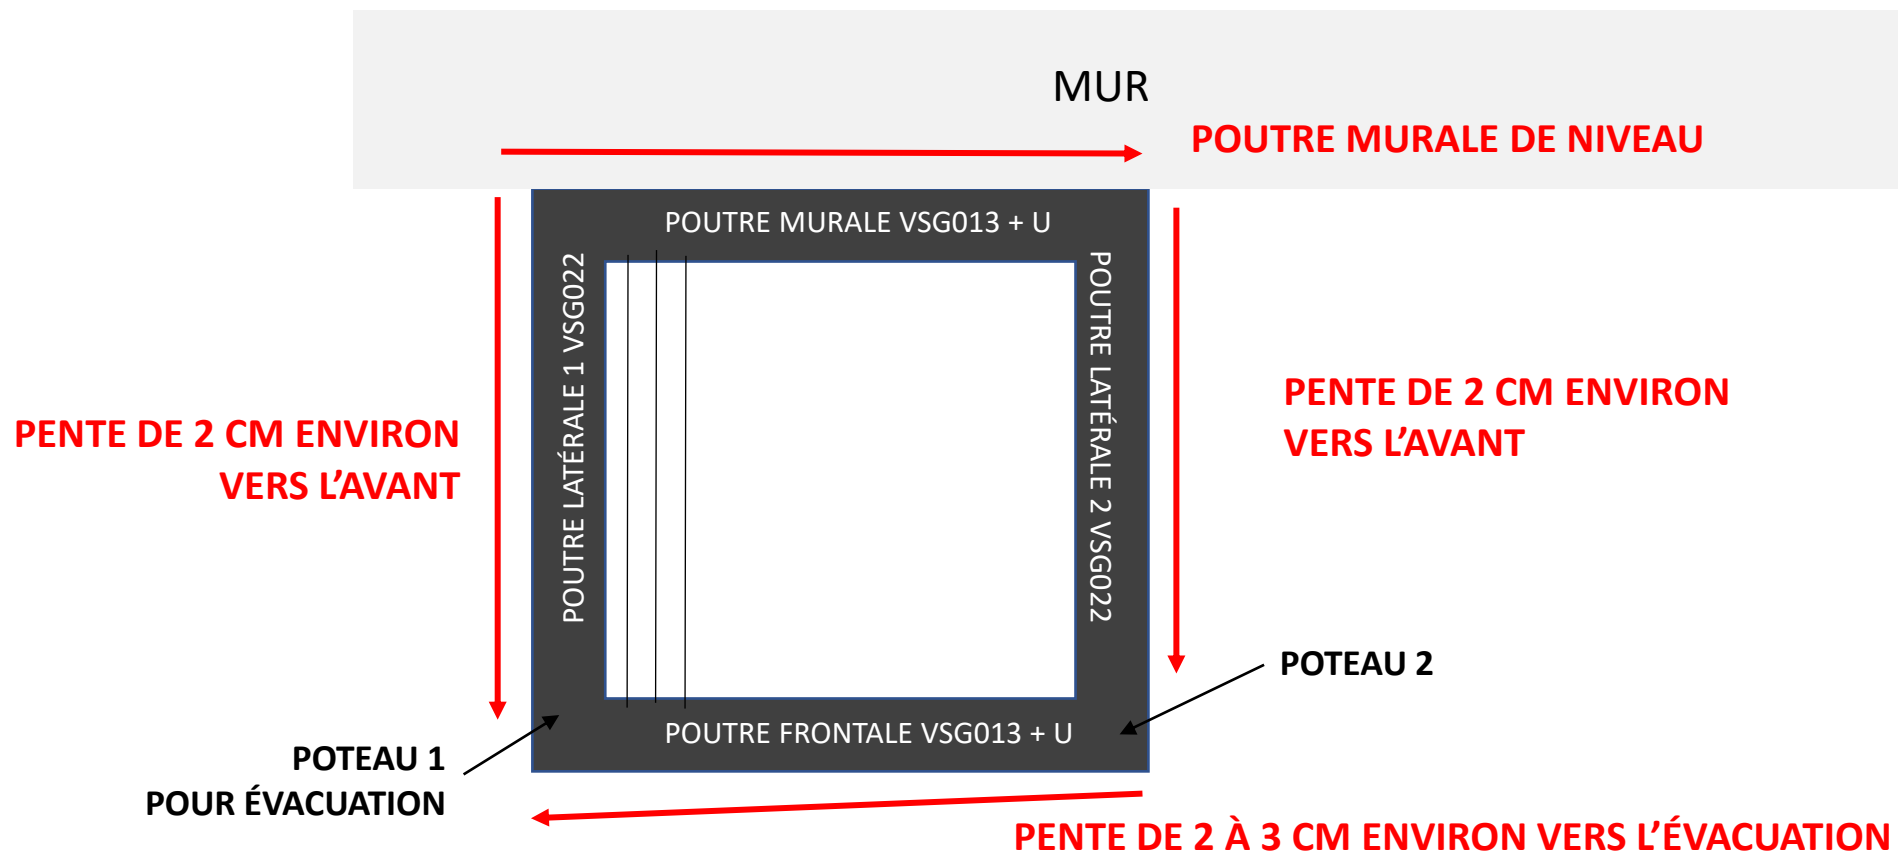 MUR
POUTRE MURALE DE NIVEAU
POUTRE MURALE VSG013 + U
POUTRE LATÉRALE 1 VSG022
POUTRE LATÉRALE 2 VSG022
PENTE DE 2 CM ENVIRON
VERS L’AVANT
PENTE DE 2 CM ENVIRON
VERS L’AVANT
POTEAU 2
POUTRE FRONTALE VSG013 + U
POTEAU 1
POUR ÉVACUATION
PENTE DE 2 À 3 CM ENVIRON VERS L’ÉVACUATION